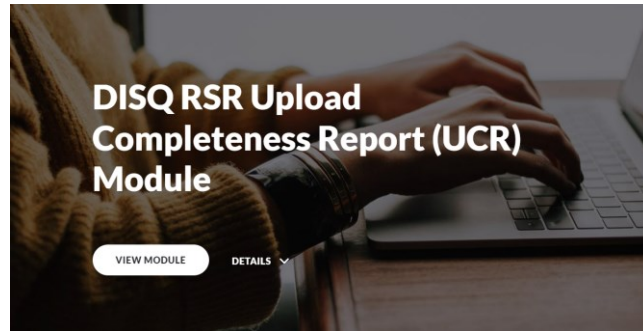 DISQ RSR Upload
Completeness Report (UCR)
Module
VIEW MODULE
DETAILS